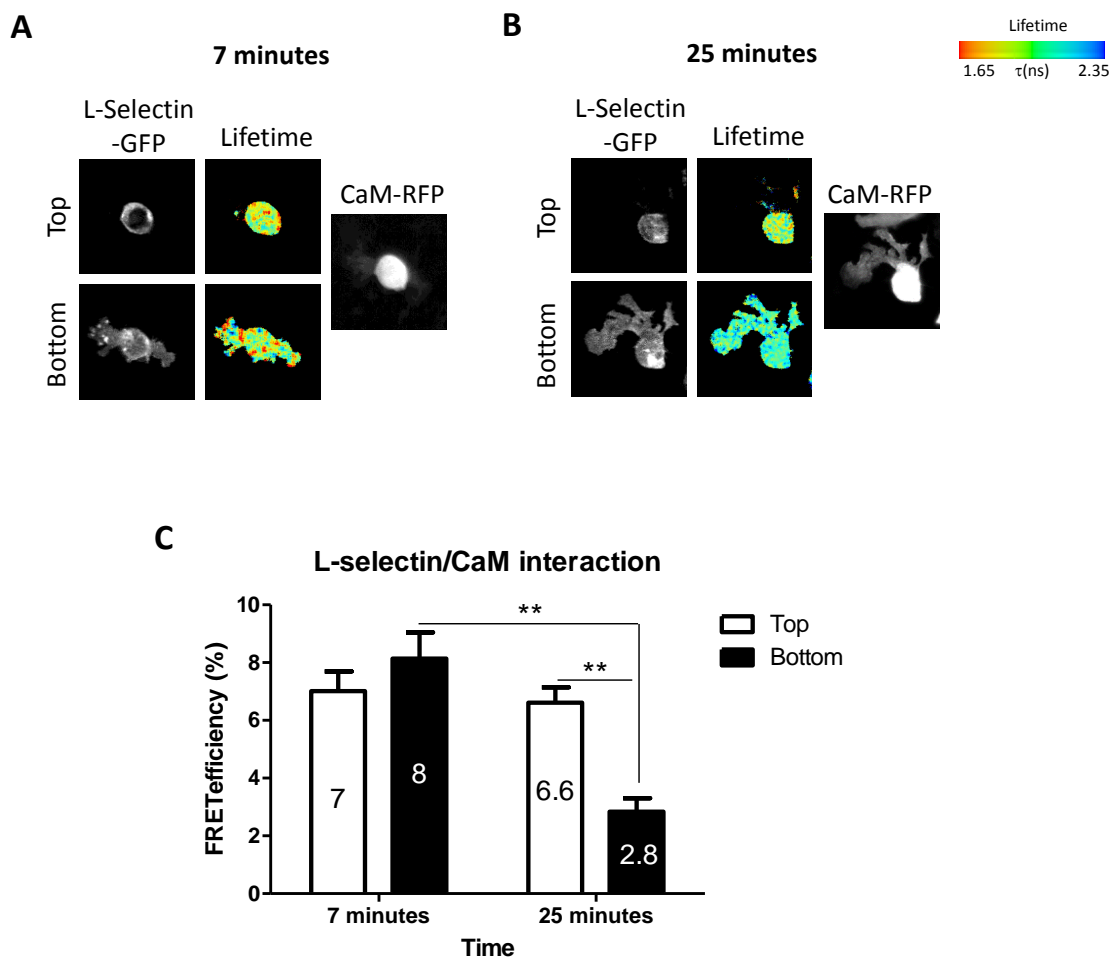 A
7 minutes
L-Selectin
-GFP
Lifetime
CaM-RFP
Top
Bottom
B
25 minutes
L-Selectin
-GFP
Lifetime
CaM-RFP
Top
Bottom
Lifetime
1.65 τ(ns) 2.35
C
L-selectin/CaM interaction
**
**
Top
Bottom
FRETefficiency (%)
10
8
6
4
2
0
7
8
6.6
2.8
7 minutes 25 minutes
Time